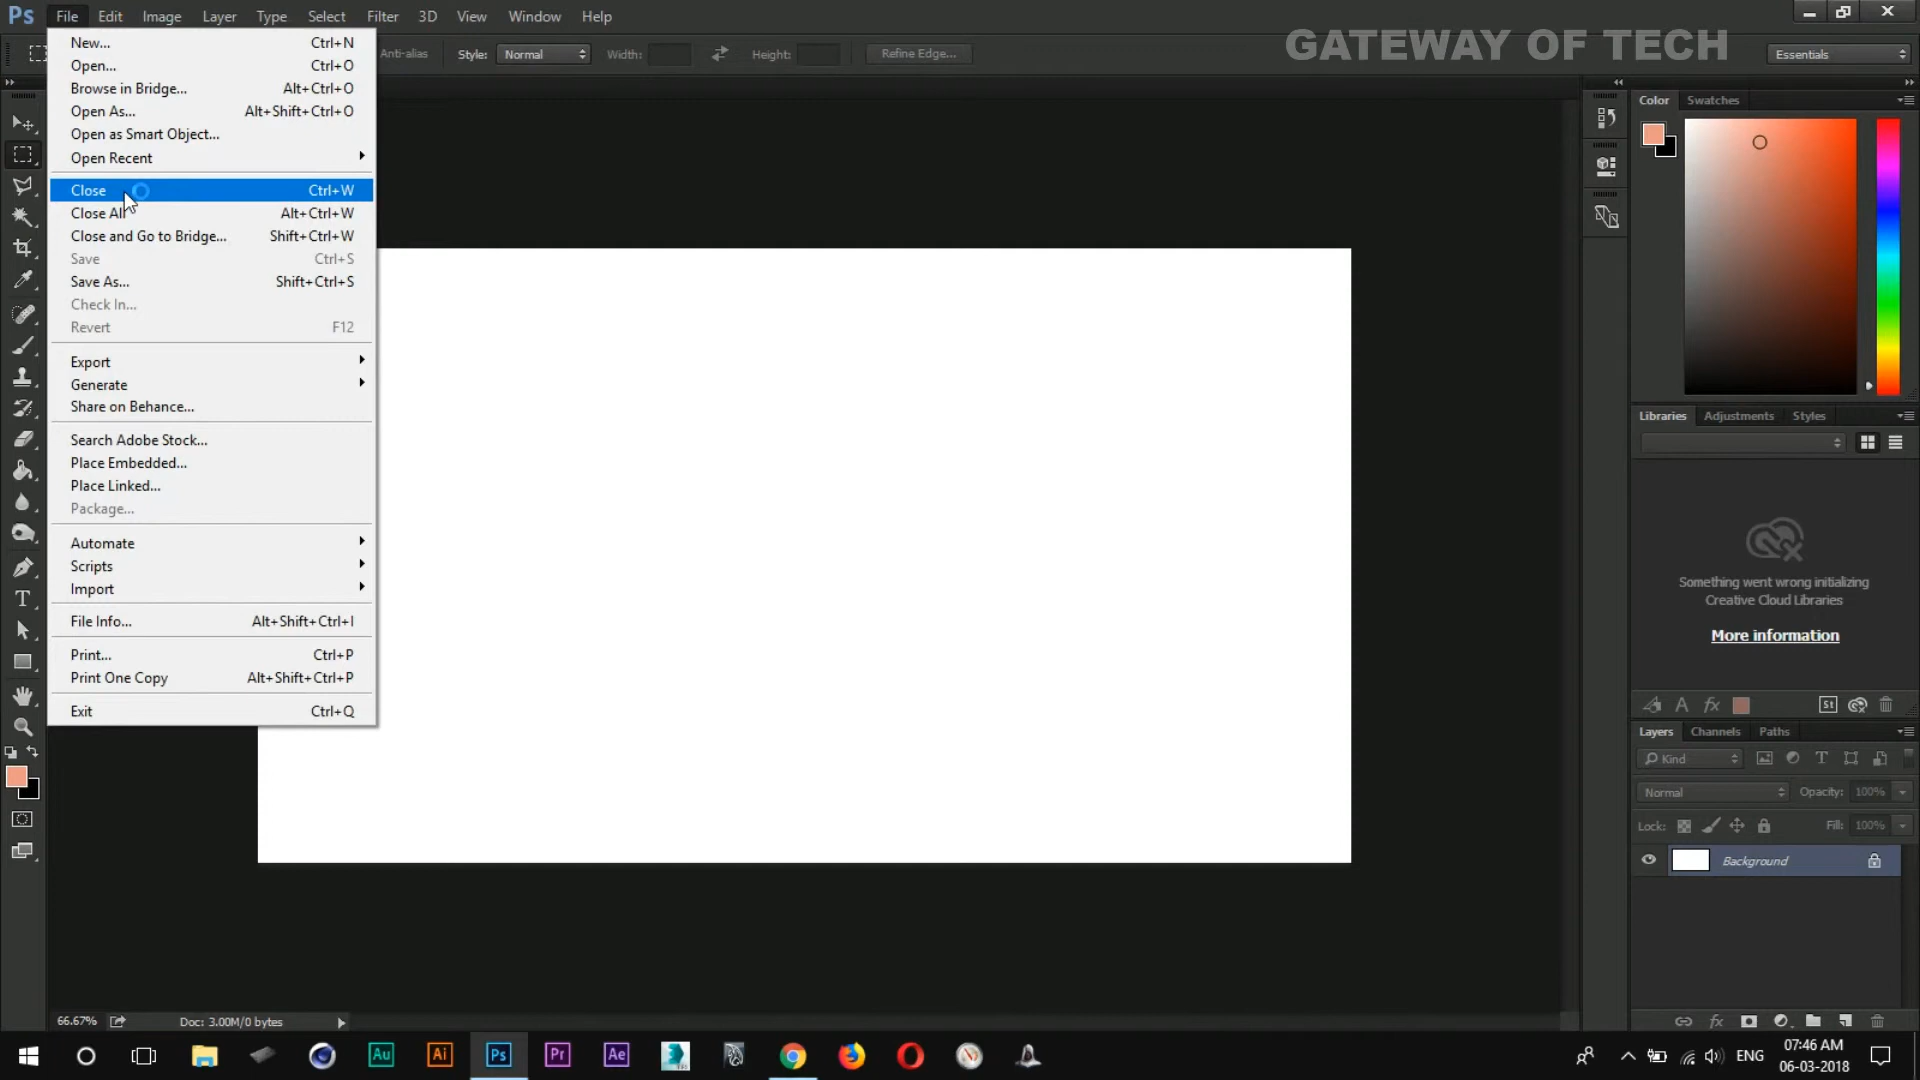 Ps File Edit Image Layer Type Select Filter 3D View Window Help
Anti-alias Style: Normal Width: Height: Refine Edge... GATEWAY OF TECH Essentials
New... Ctrl+N
Open... Ctrl+O
Browse in Bridge... Alt+Ctrl+O
Open As... Alt+Shift+Ctrl+O
Open as Smart Object...
Open Recent
Close Ctrl+W
Close All Alt+Ctrl+W
Close and Go to Bridge... Shift+Ctrl+W
Save Ctrl+S
Save As... Shift+Ctrl+S
Check In...
Revert F12
Export
Generate
Share on Behance...
Search Adobe Stock...
Place Embedded...
Place Linked...
Package...
Automate
Scripts
Import
File Info... Alt+Shift+Ctrl+I
Print... Ctrl+P
Print One Copy Alt+Shift+Ctrl+P
Exit Ctrl+Q
Color Swatches
Libraries Adjustments Styles
Something went wrong initializing
Creative Cloud Libraries
More information
A fx St
Layers Channels Paths
Kind T
Normal Opacity: 100%
Lock: Fill: 100%
Background
fx
66.67% Doc: 3.00M/0 bytes
Au Ai Ps Pr Ae ENG 07:46 AM
06-03-2018